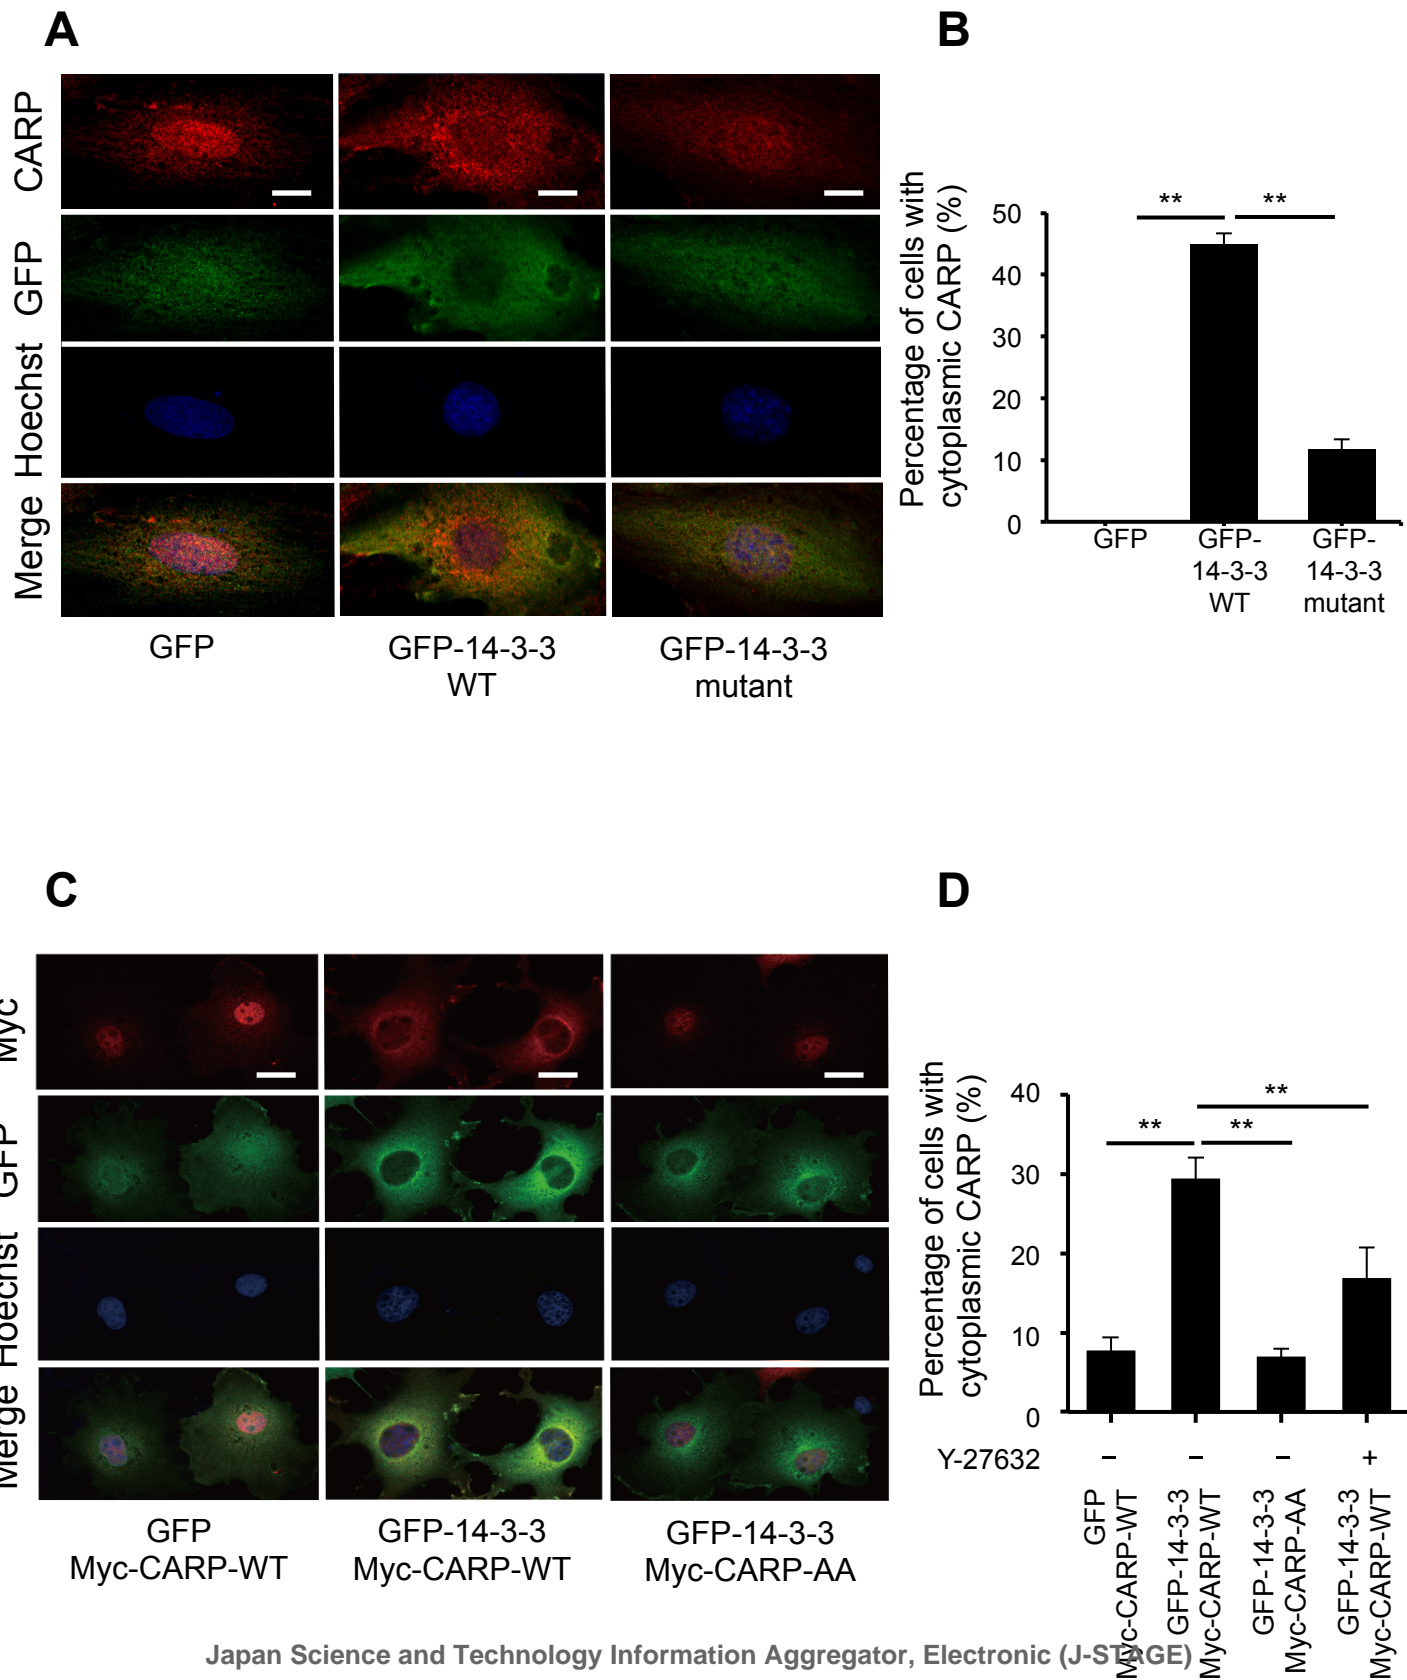 A
B
CARP
GFP
Hoechst
Merge
GFP
GFP-14-3-3
WT
GFP-14-3-3
mutant
Percentage of cells with
cytoplasmic CARP (%)
50
40
30
20
10
0
**
**
GFP
GFP-
14-3-3
WT
GFP-
14-3-3
mutant
C
D
Myc
GFP
Hoechst
Merge
GFP
Myc-CARP-WT
GFP-14-3-3
Myc-CARP-WT
GFP-14-3-3
Myc-CARP-AA
Percentage of cells with
cytoplasmic CARP (%)
40
30
20
10
0
**
**
**
Y-27632
– – – +
GFP
Myc-CARP-WT
GFP-14-3-3
Myc-CARP-WT
GFP-14-3-3
Myc-CARP-AA
GFP-14-3-3
Myc-CARP-WT
Japan Science and Technology Information Aggregator, Electronic (J-STAGE)